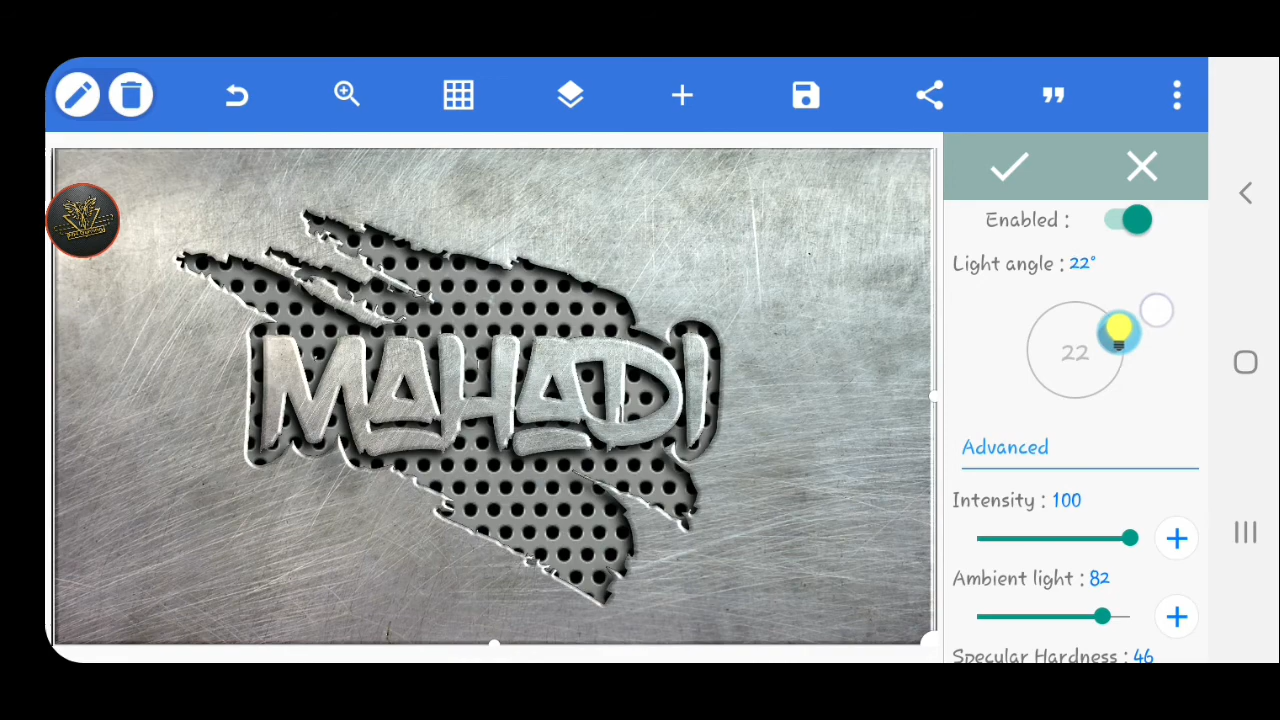 MAHADI
Enabled :
Light angle : 22°
22
Advanced
Intensity : 100
Ambient light : 82
Specular Hardness : 46